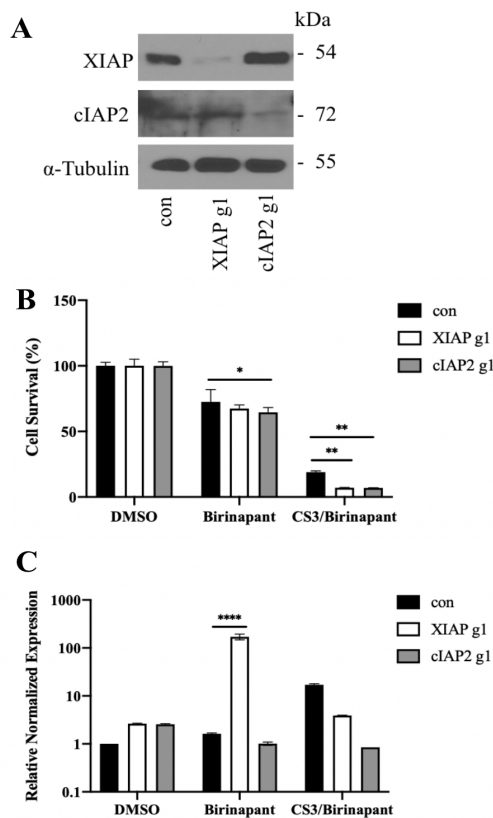 A
kDa
XIAP
- 54
cIAP2
- 72
α-Tubulin
- 55
con
XIAP g1
cIAP2 g1
B
Cell Survival (%)
150
100
50
0
*
**
**
DMSO
Birinapant
CS3/Birinapant
con
XIAP g1
cIAP2 g1
C
Relative Normalized Expression
1000
100
10
1
0.1
****
DMSO
Birinapant
CS3/Birinapant
con
XIAP g1
cIAP2 g1